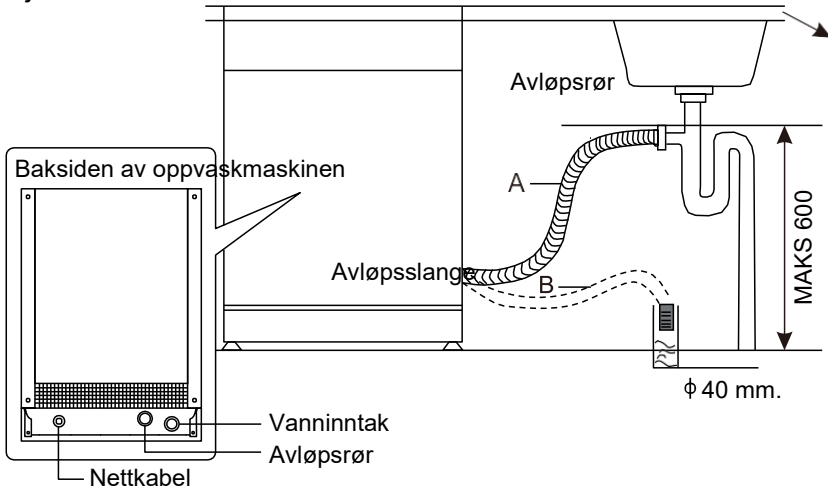 Avløpsrør
Baksiden av oppvaskmaskinen
A
MAKS 600
Avløpsslange
B
ϕ 40 mm.
Vanninntak
Avløpsrør
Nettkabel